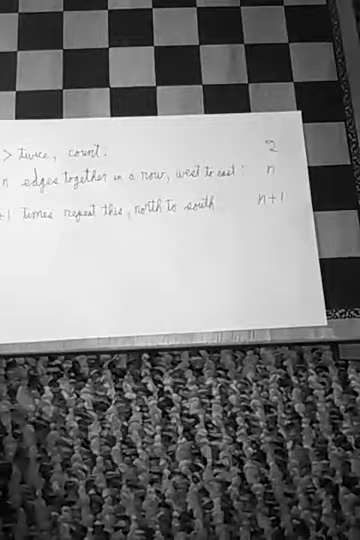 > twice, count. 2
n edges together in a row, west to east: n
+1 times repeat this, north to south n+1